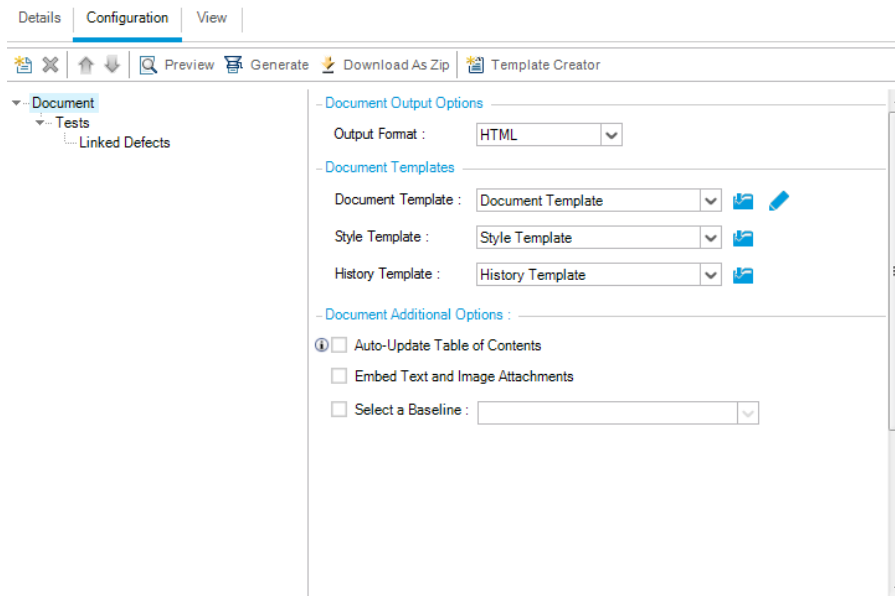 Details Configuration View
Preview Generate Download As Zip Template Creator
Document
Tests
Linked Defects
Document Output Options
Output Format : HTML
Document Templates
Document Template : Document Template
Style Template : Style Template
History Template : History Template
Document Additional Options :
Auto-Update Table of Contents
Embed Text and Image Attachments
Select a Baseline :